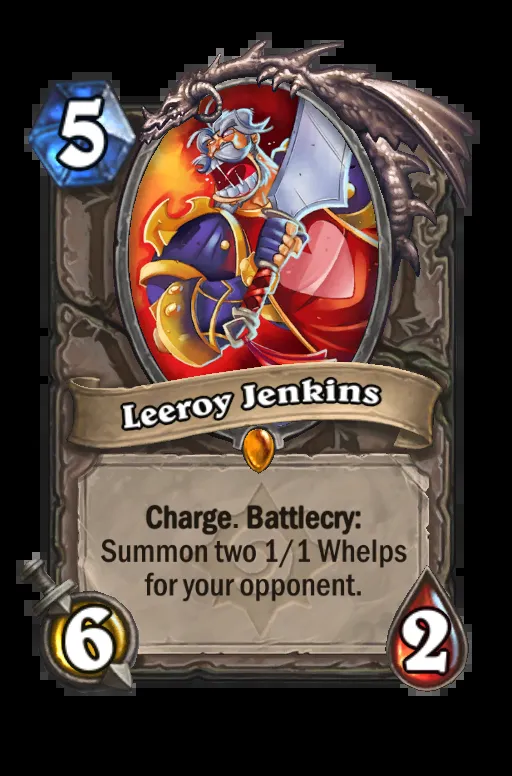 5
Leeroy Jenkins
Charge. Battlecry:
Summon two 1/1 Whelps
for your opponent.
6
2